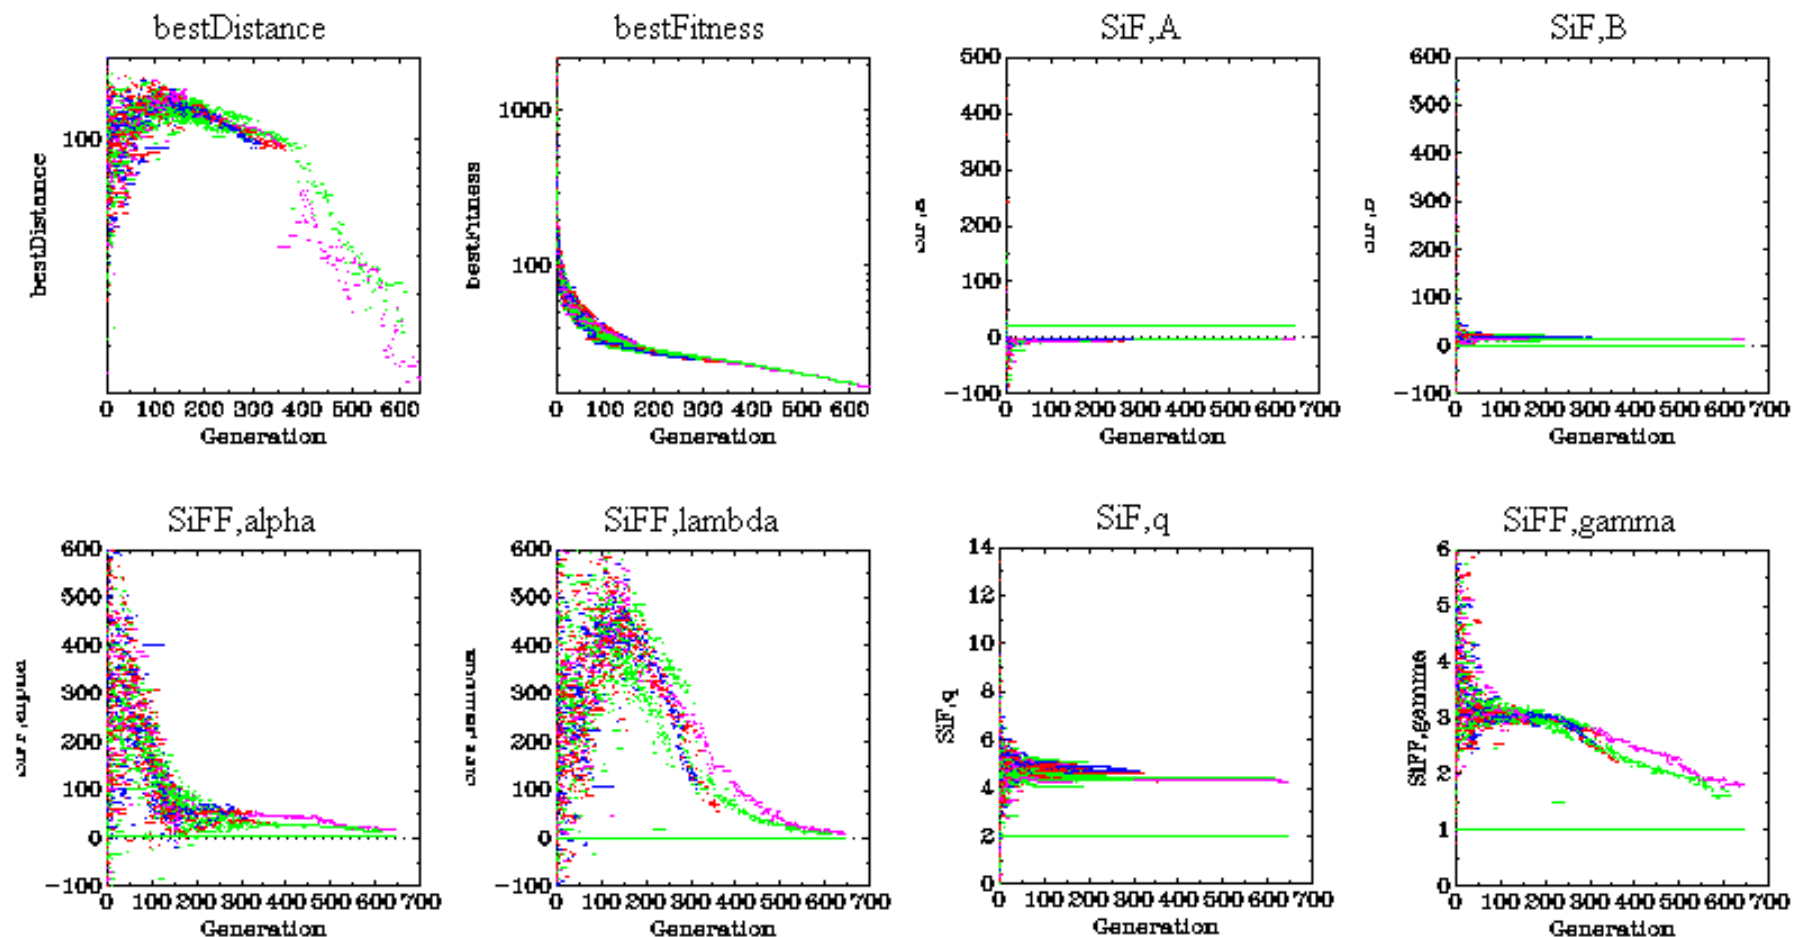 bestDistance bestFitness SiF,A SiF,B
bestDistance
100
0 100 200 300 400 500 600
Generation
bestFitness
1000
100
0 100 200 300 400 500 600
Generation
500
400
300
200
100
0
-100
0 100 200 300 400 500 600 700
Generation
600
500
400
300
200
100
0
-100
0 100 200 300 400 500 600 700
Generation
SiFF,alpha SiFF,lambda SiF,q SiFF,gamma
600
500
400
300
200
100
0
-100
0 100 200 300 400 500 600 700
Generation
600
500
400
300
200
100
0
-100
0 100 200 300 400 500 600 700
Generation
SiF,q
14
12
10
8
6
4
2
0
0 100 200 300 400 500 600 700
Generation
SiFF,gamma
6
5
4
3
2
1
0
0 100 200 300 400 500 600 700
Generation